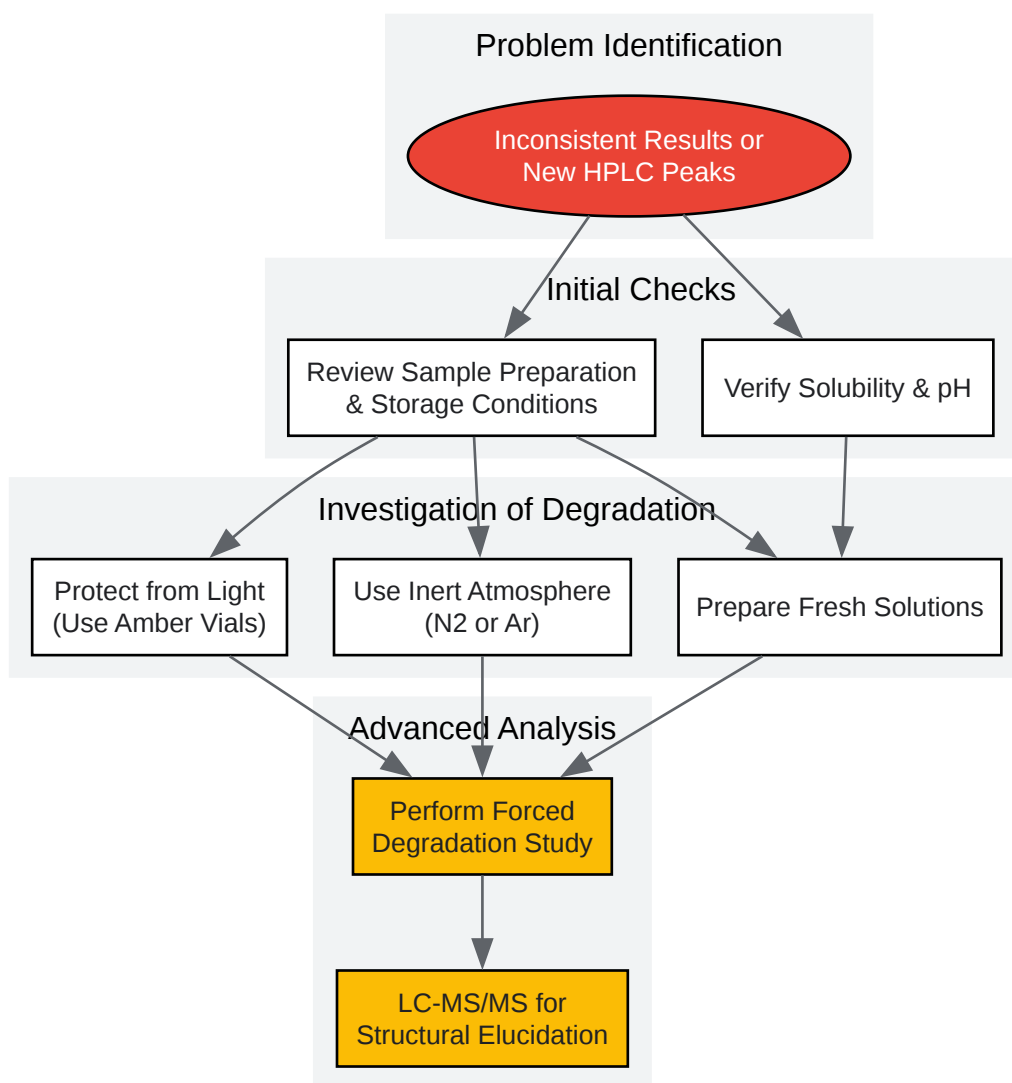 Problem Identification
Inconsistent Results or
New HPLC Peaks
Initial Checks
Review Sample Preparation
& Storage Conditions
Verify Solubility & pH
Investigation of Degradation
Protect from Light
(Use Amber Vials)
Use Inert Atmosphere
(N2 or Ar)
Prepare Fresh Solutions
Advanced Analysis
Perform Forced
Degradation Study
LC-MS/MS for
Structural Elucidation